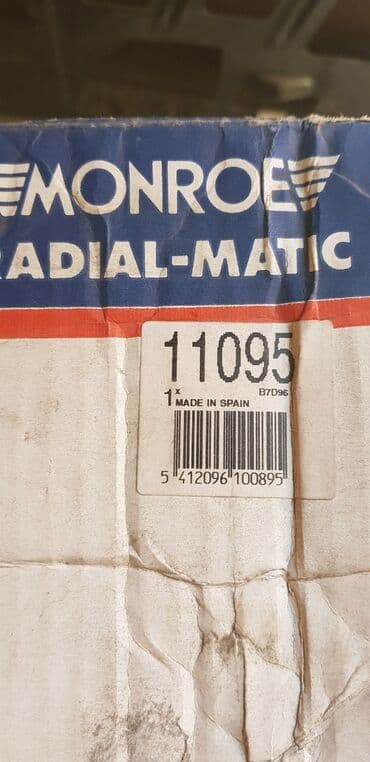 MONROE
RADIAL-MATIC
11095
1x B7D96
MADE IN SPAIN
5 412096 100895